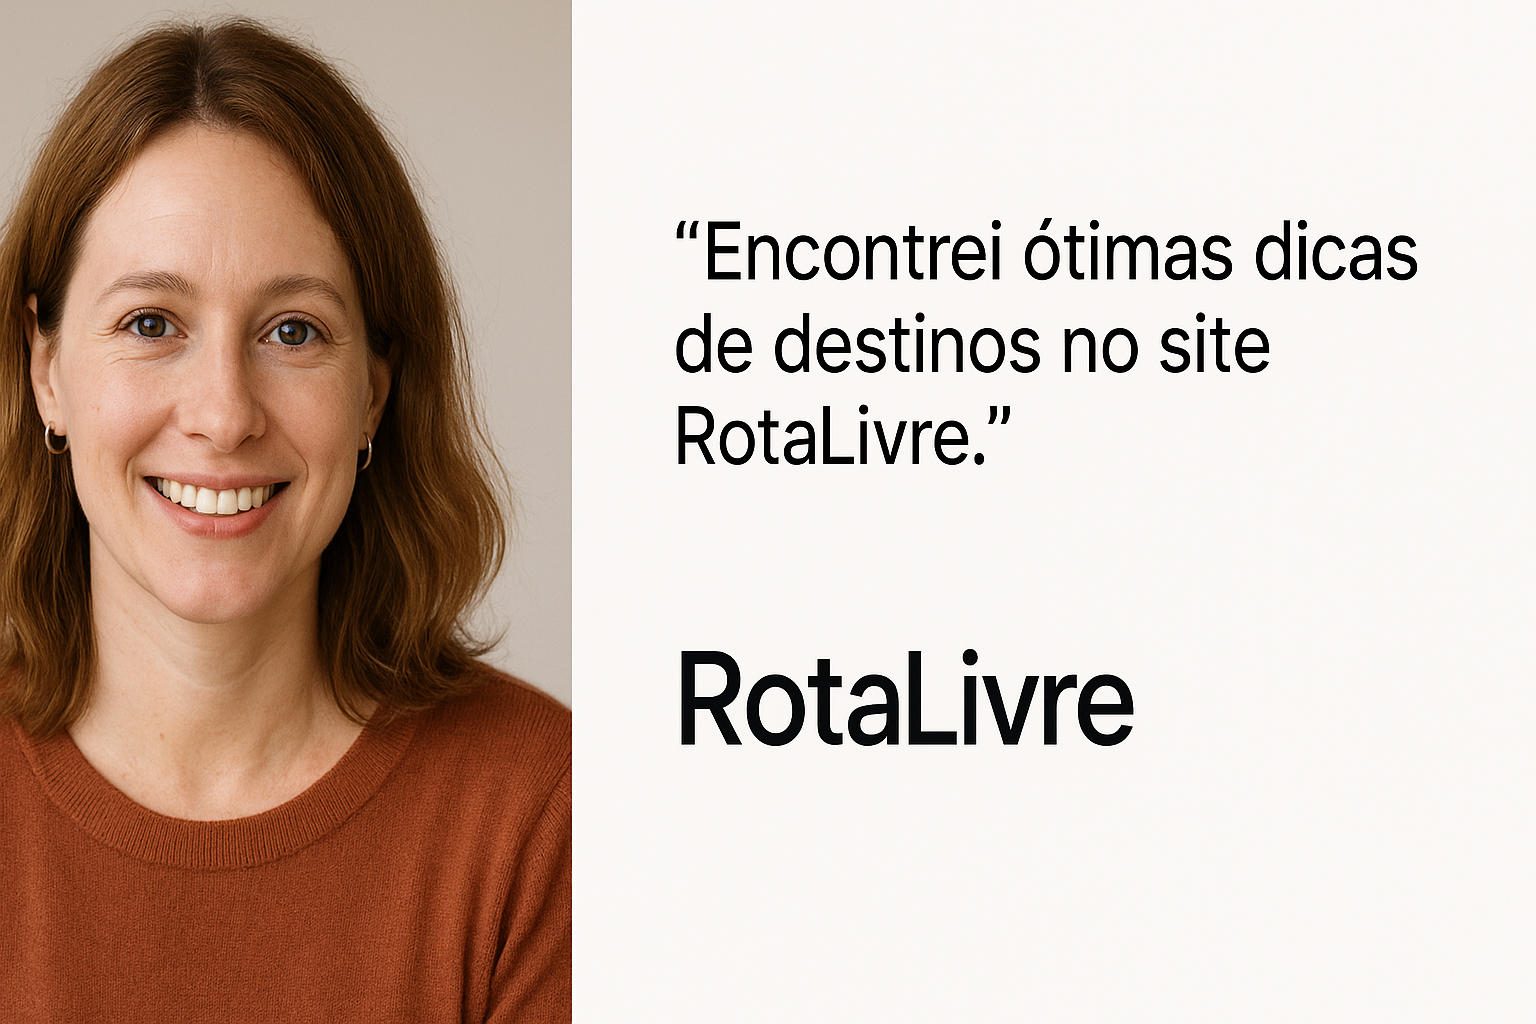 “Encontrei ótimas dicas
de destinos no site
RotaLivre.”
RotaLivre